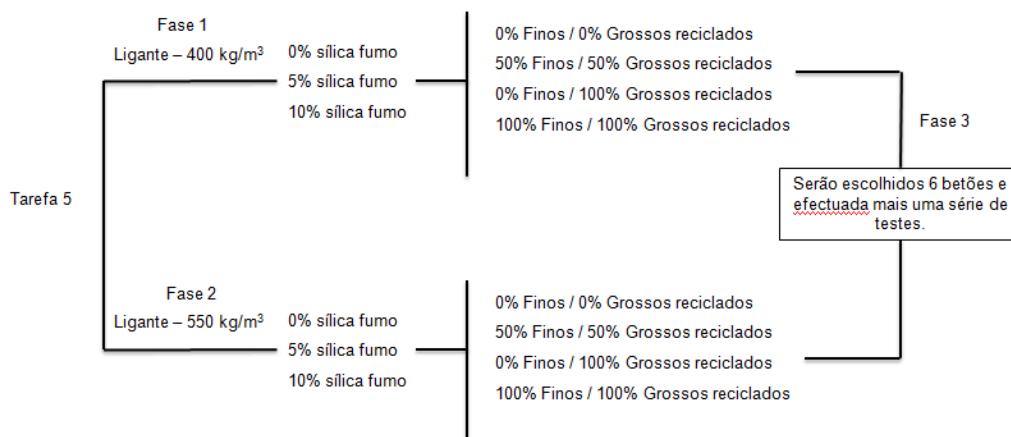 Fase 1
Ligante – 400 kg/m³
0% sílica fumo
5% sílica fumo
10% sílica fumo
0% Finos / 0% Grossos reciclados
50% Finos / 50% Grossos reciclados
0% Finos / 100% Grossos reciclados
100% Finos / 100% Grossos reciclados
Fase 3
Tarefa 5
Serão escolhidos 6 betões e
efectuada mais uma série de
testes.
Fase 2
Ligante – 550 kg/m³
0% sílica fumo
5% sílica fumo
10% sílica fumo
0% Finos / 0% Grossos reciclados
50% Finos / 50% Grossos reciclados
0% Finos / 100% Grossos reciclados
100% Finos / 100% Grossos reciclados